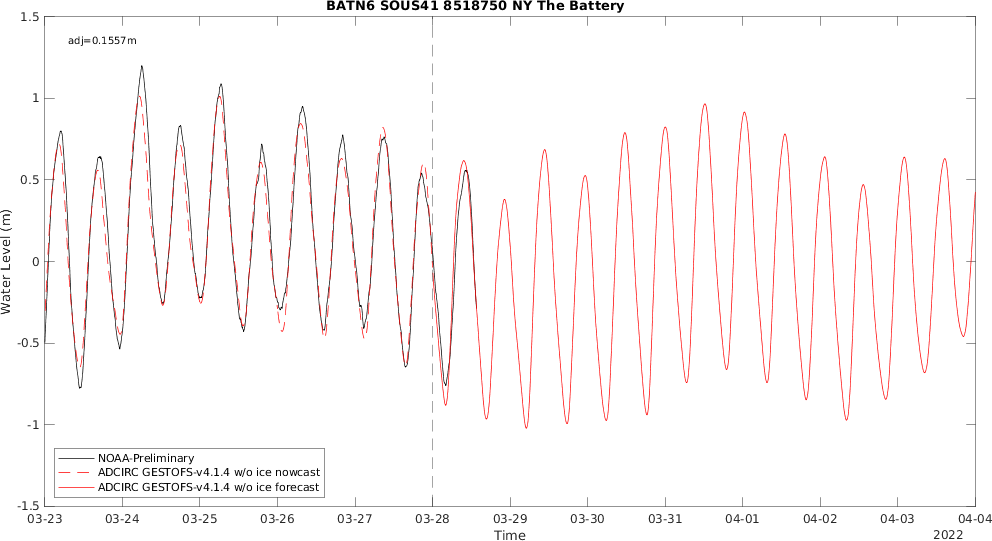 BATN6 SOUS41 8518750 NY The Battery
adj=0.1557m
1.5
1
0.5
0
-0.5
-1
-1.5
Water Level (m)
NOAA-Preliminary
ADCIRC GESTOFS-v4.1.4 w/o ice nowcast
ADCIRC GESTOFS-v4.1.4 w/o ice forecast
03-23 03-24 03-25 03-26 03-27 03-28 03-29 03-30 03-31 04-01 04-02 04-03 04-04
Time
2022